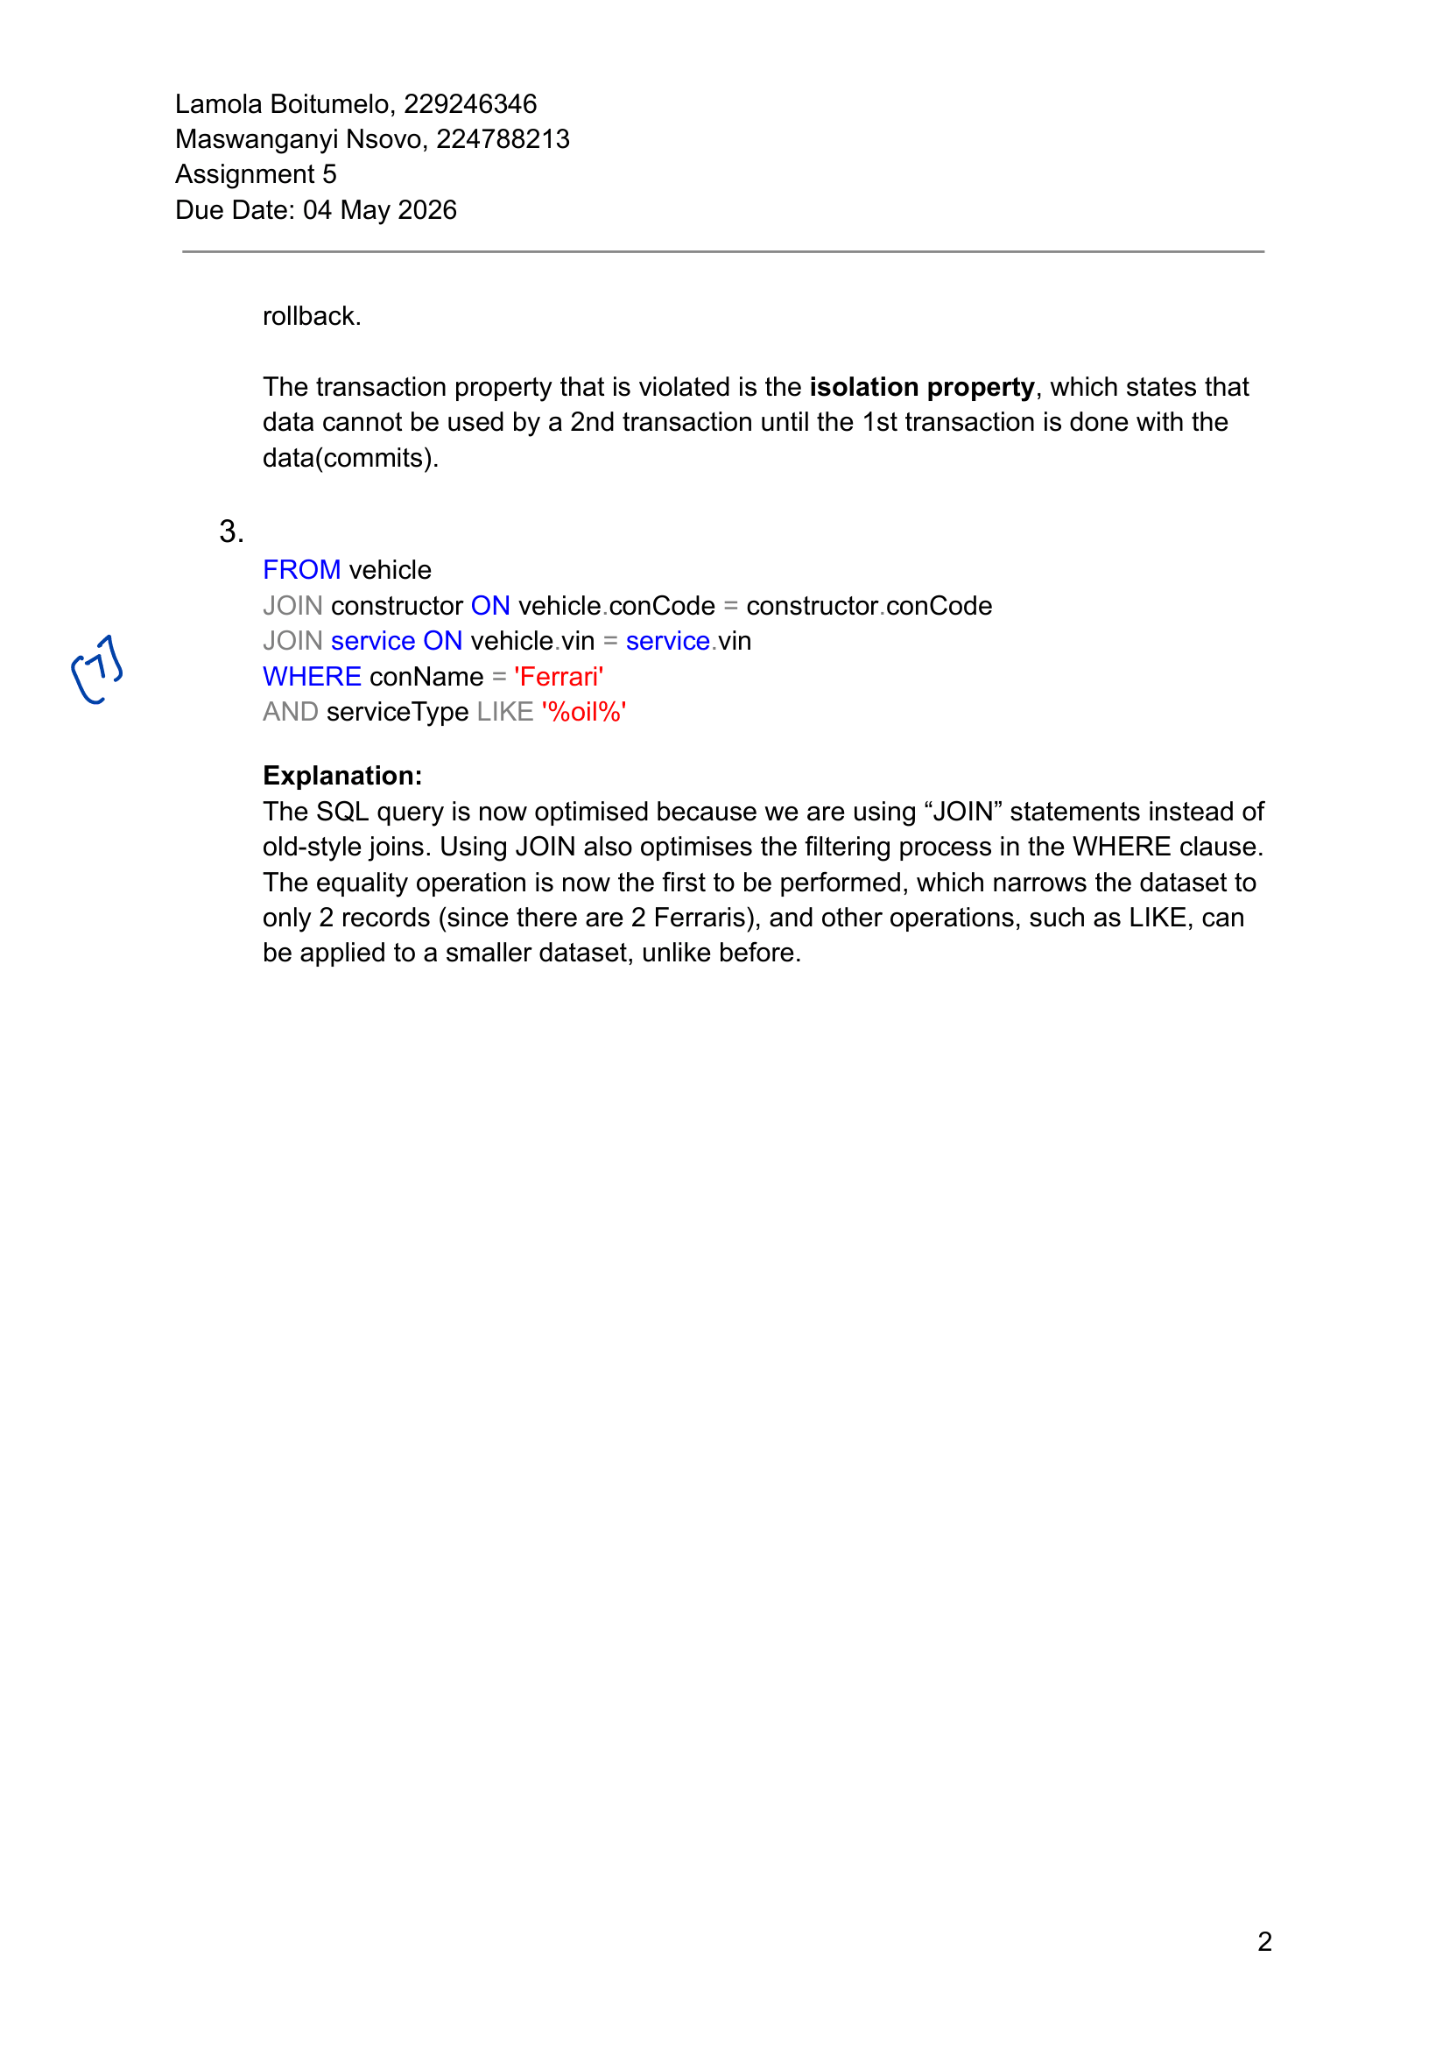 Lamola Boitumelo, 229246346
Maswanganyi Nsovo, 224788213
Assignment 5
Due Date: 04 May 2026
rollback.
The transaction property that is violated is the isolation property, which states that
data cannot be used by a 2nd transaction until the 1st transaction is done with the
data(commits).
3.
FROM vehicle
JOIN constructor ON vehicle.conCode = constructor.conCode
JOIN service ON vehicle.vin = service.vin
[7]
WHERE conName = 'Ferrari'
AND serviceType LIKE '%oil%'
Explanation:
The SQL query is now optimised because we are using “JOIN” statements instead of
old-style joins. Using JOIN also optimises the filtering process in the WHERE clause.
The equality operation is now the first to be performed, which narrows the dataset to
only 2 records (since there are 2 Ferraris), and other operations, such as LIKE, can
be applied to a smaller dataset, unlike before.
2